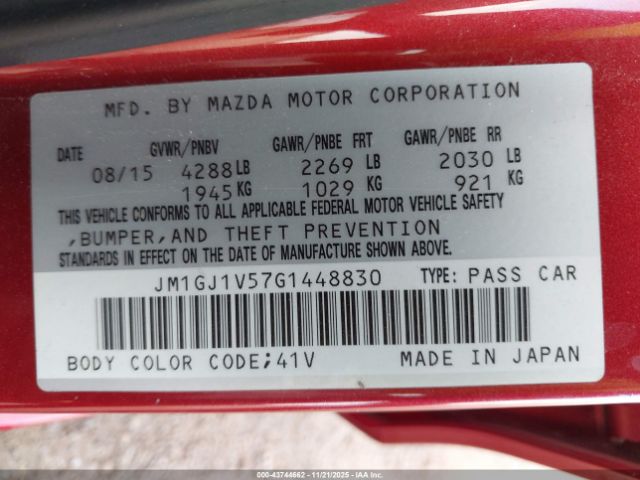 MFD. BY MAZDA MOTOR CORPORATION
DATE GVWR/PNBV GAWR/PNBE FRT GAWR/PNBE RR
08/15 4288LB 2269 LB 2030 LB
1945KG 1029 KG 921 KG
THIS VEHICLE CONFORMS TO ALL APPLICABLE FEDERAL MOTOR VEHICLE SAFETY
,BUMPER,AND THEFT PREVENTION
STANDARDS IN EFFECT ON THE DATE OF MANUFACTURE SHOWN ABOVE.
JM1GJ1V57G1448830 TYPE: PASS CAR
BODY COLOR CODE;41V MADE IN JAPAN
© - 43744662 - 11/21/2025 - IAAI.COM